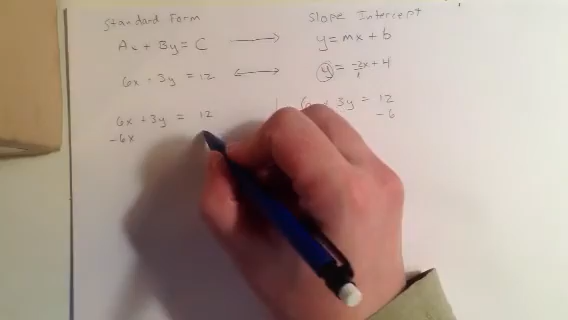 Standard Form
Slope Intercept
Ax + By = C → y = mx + b
6x + 3y = 12 ↔ y = -2x/1 + 4
6x + 3y = 12
-6x
3y = 12
-6